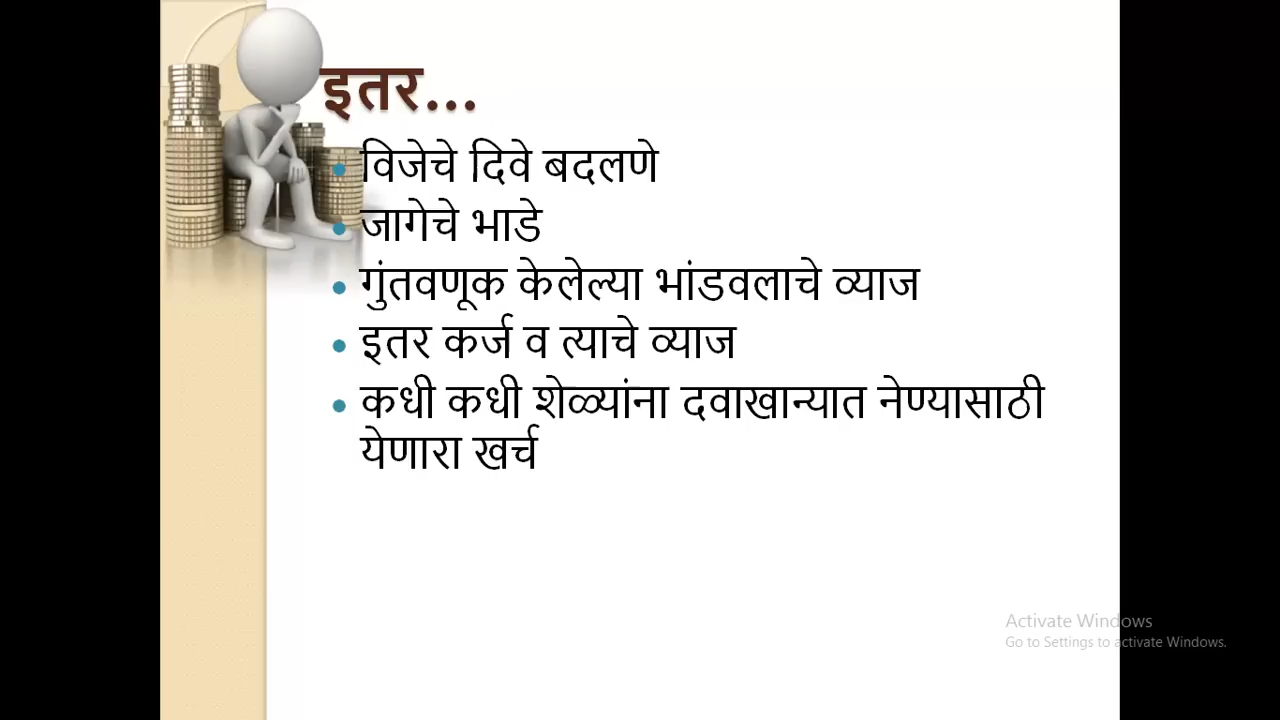 इतर...
• विजेचे दिवे बदलणे
• जागेचे भाडे
• गुंतवणूक केलेल्या भांडवलाचे व्याज
• इतर कर्ज व त्याचे व्याज
• कधी कधी शेळ्यांना दवाखान्यात नेण्यासाठी
येणारा खर्च
Activate Windows
Go to Settings to activate Windows.